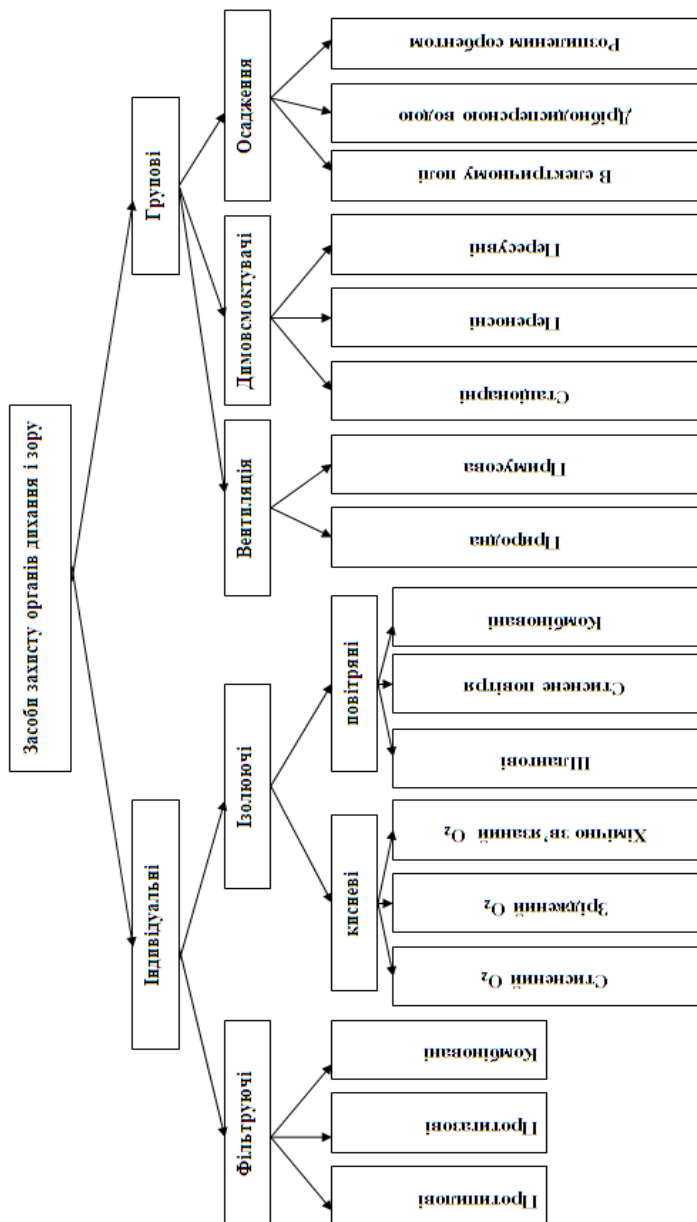 Засоби захисту органів дихання і зору
Індивідуальні
Групові
Фільтруючі
Ізолюючі
Вентиляція
Димовсмоктувачі
Осадження
кисневі
повітряні
Протипилові
Протигазові
Комбіновані
Стиснений O₂
Зріджений O₂
Хімічно зв’язаний O₂
Шлангові
Стиснене повітря
Комбіновані
Природна
Примусова
Стаціонарні
Переносні
Пересувні
В електричному полі
Дрібнодисперсною водою
Розпиленим сорбентом